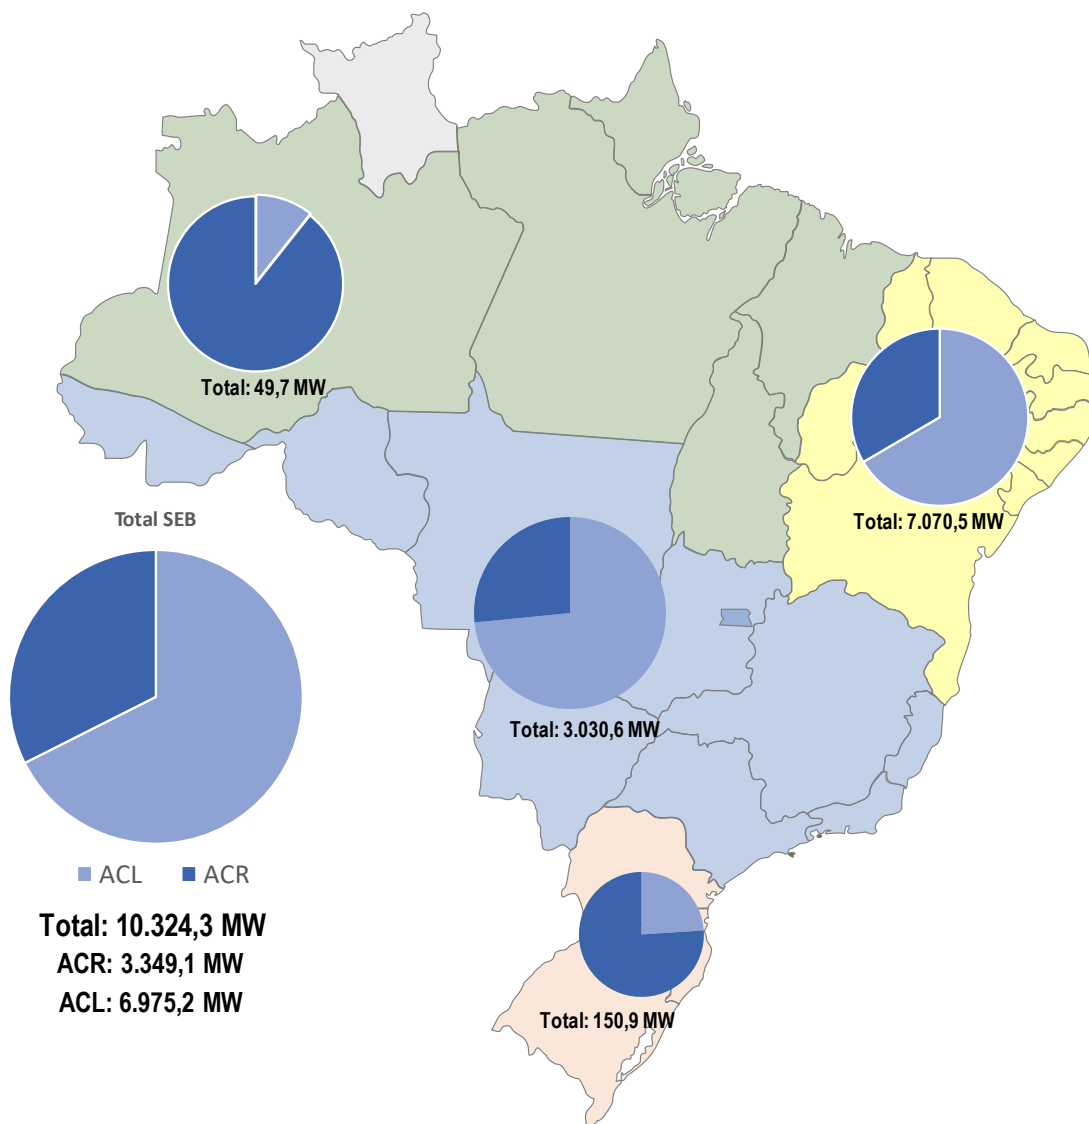 Total: 49,7 MW
Total: 7.070,5 MW
Total SEB
Total: 3.030,6 MW
ACL ACR
Total: 10.324,3 MW
ACR: 3.349,1 MW
ACL: 6.975,2 MW
Total: 150,9 MW